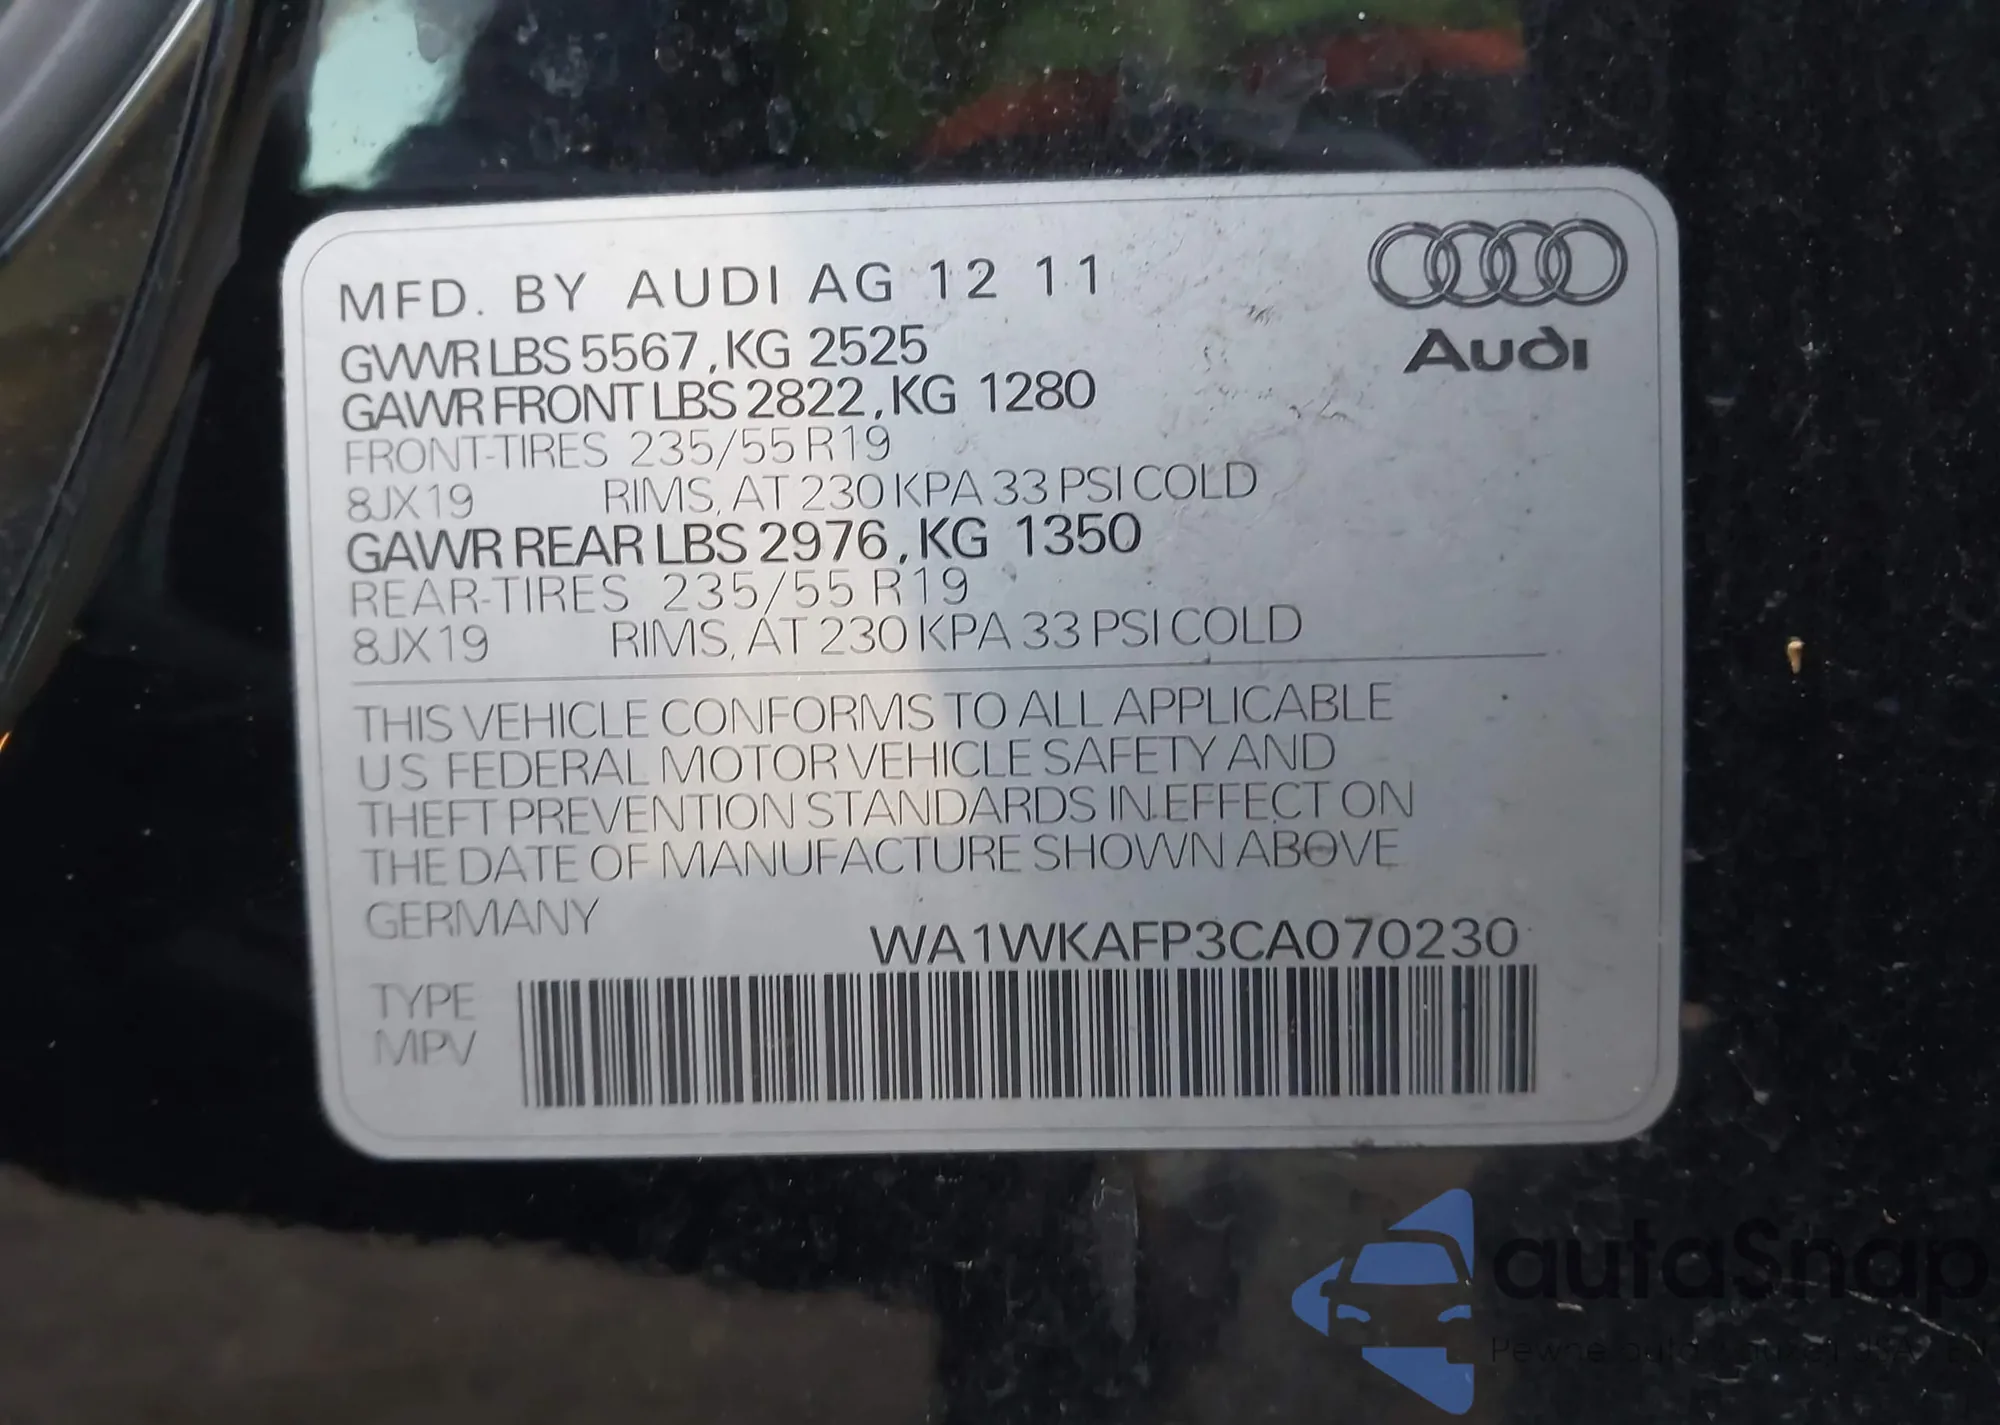 MFD. BY AUDI AG 12 11
GVWR LBS 5567, KG 2525
GAWR FRONT LBS 2822, KG 1280
FRONT-TIRES 235/55 R19
8JX19 RIMS, AT 230 KPA 33 PSI COLD
GAWR REAR LBS 2976, KG 1350
REAR-TIRES 235/55 R19
8JX19 RIMS, AT 230 KPA 33 PSI COLD
THIS VEHICLE CONFORMS TO ALL APPLICABLE
US FEDERAL MOTOR VEHICLE SAFETY AND
THEFT PREVENTION STANDARDS IN EFFECT ON
THE DATE OF MANUFACTURE SHOWN ABOVE
GERMANY
WA1WKAFP3CA070230
TYPE
MPV
Audi
autoSnap
Pewne auto